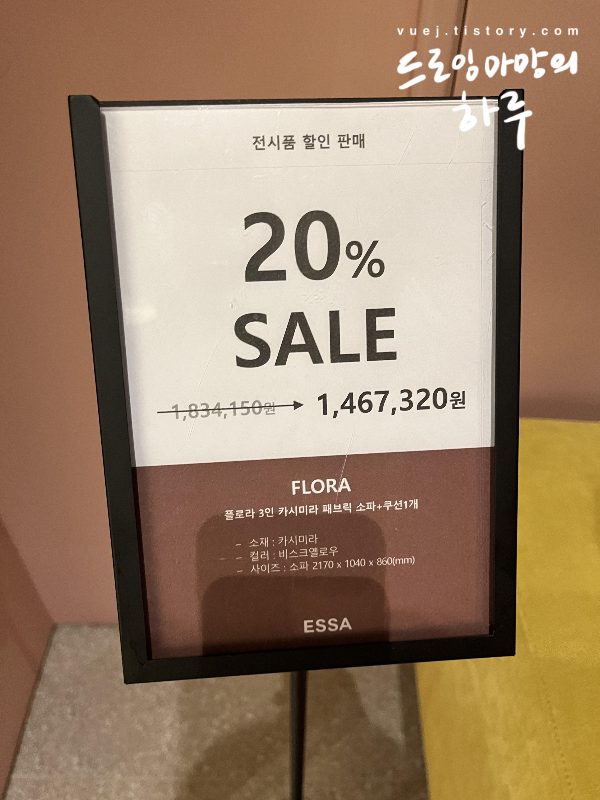 vuej.tistory.com
드로잉마망의
하루
전시품 할인 판매
20%
SALE
1,834,150원 → 1,467,320원
FLORA
플로라 3인 카시미라 패브릭 소파+쿠션1개
- 소재 : 카시미라
- 컬러 : 비스크옐로우
- 사이즈 : 소파 2170 x 1040 x 860(mm)
ESSA